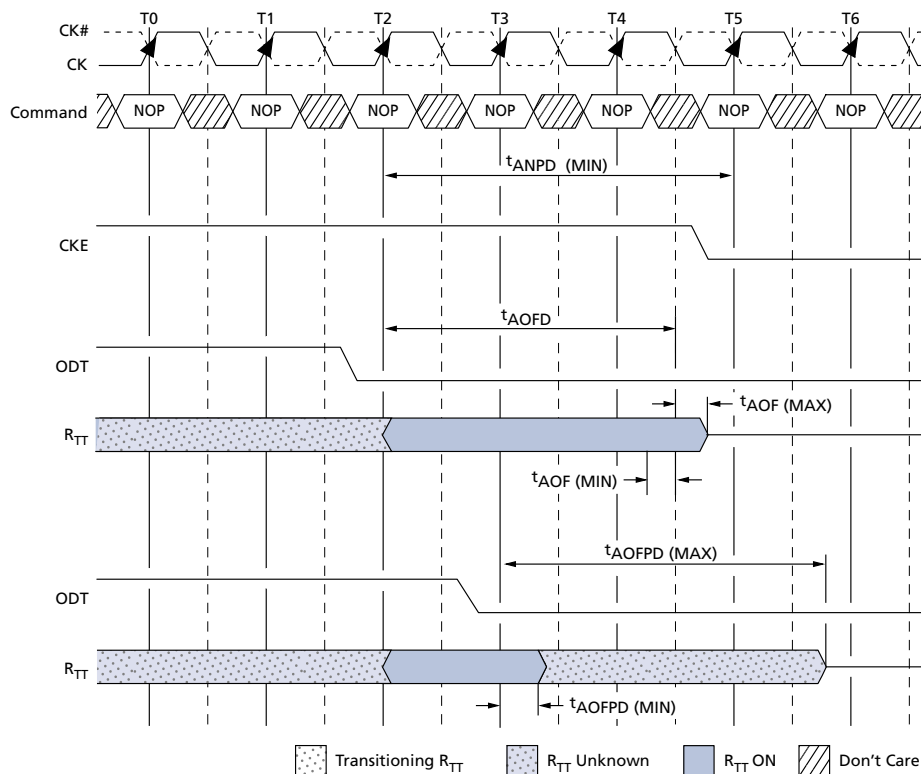 T0 T1 T2 T3 T4 T5 T6
CK#
CK
Command NOP NOP NOP NOP NOP NOP NOP
tANPD (MIN)
CKE
tAOFD
ODT
tAOF (MAX)
RTT
tAOF (MIN)
tAOFPD (MAX)
ODT
RTT
tAOFPD (MIN)
Transitioning RTT RTT Unknown RTT ON Don't Care